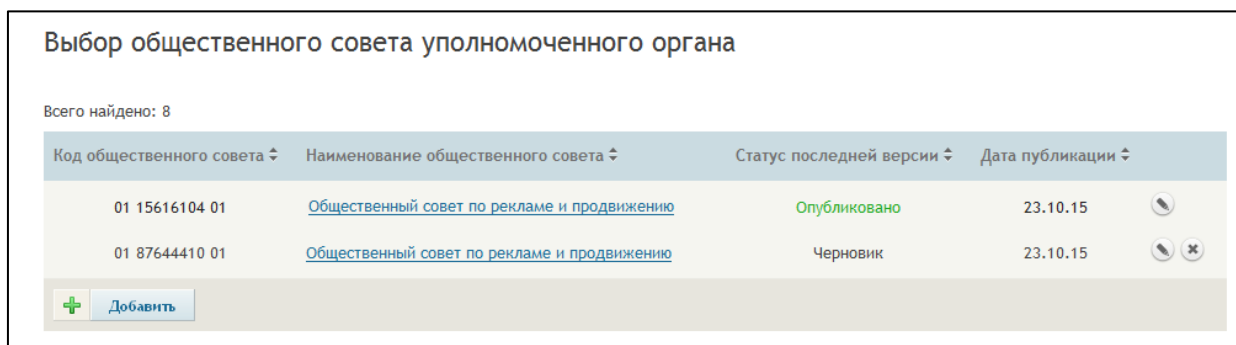 Выбор общественного совета уполномоченного органа
Всего найдено: 8
Код общественного совета Наименование общественного совета Статус последней версии Дата публикации
01 15616104 01 Общественный совет по рекламе и продвижению Опубликовано 23.10.15
01 87644410 01 Общественный совет по рекламе и продвижению Черновик 23.10.15
Добавить